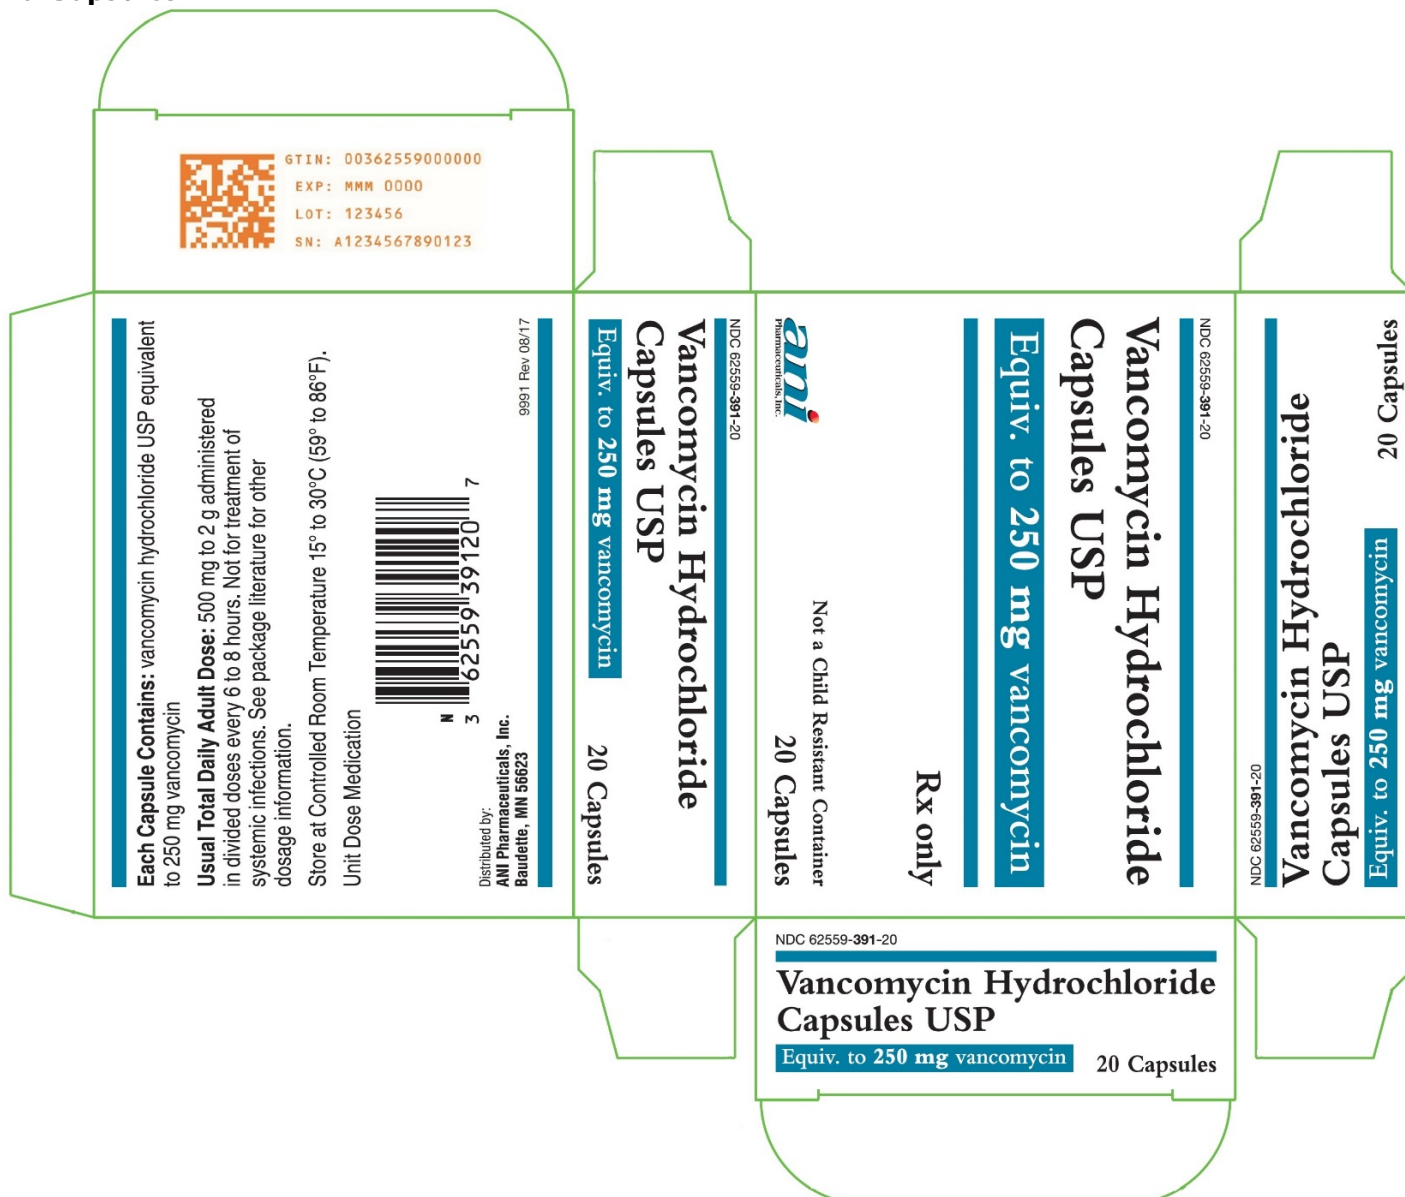 GTIN: 00362559000000
EXP: MMM 0000
LOT: 123456
SN: A1234567890123
Each Capsule Contains: vancomycin hydrochloride USP equivalent
to 250 mg vancomycin
Usual Total Daily Adult Dose: 500 mg to 2 g administered
in divided doses every 6 to 8 hours. Not for treatment of
systemic infections. See package literature for other
dosage information.
Store at Controlled Room Temperature 15° to 30°C (59° to 86°F).
Unit Dose Medication
N
3 62559 39120 7
Distributed by:
ANI Pharmaceuticals, Inc.
Baudette, MN 56623
9991 Rev 08/17
NDC 62559-391-20
Vancomycin Hydrochloride
Capsules USP
Equiv. to 250 mg vancomycin
20 Capsules
NDC 62559-391-20
Vancomycin Hydrochloride
Capsules USP
Equiv. to 250 mg vancomycin
Rx only
Not a Child Resistant Container
ani
Pharmaceuticals, Inc.
20 Capsules
NDC 62559-391-20
Vancomycin Hydrochloride
Capsules USP
Equiv. to 250 mg vancomycin
20 Capsules
NDC 62559-391-20
Vancomycin Hydrochloride
Capsules USP
Equiv. to 250 mg vancomycin
20 Capsules